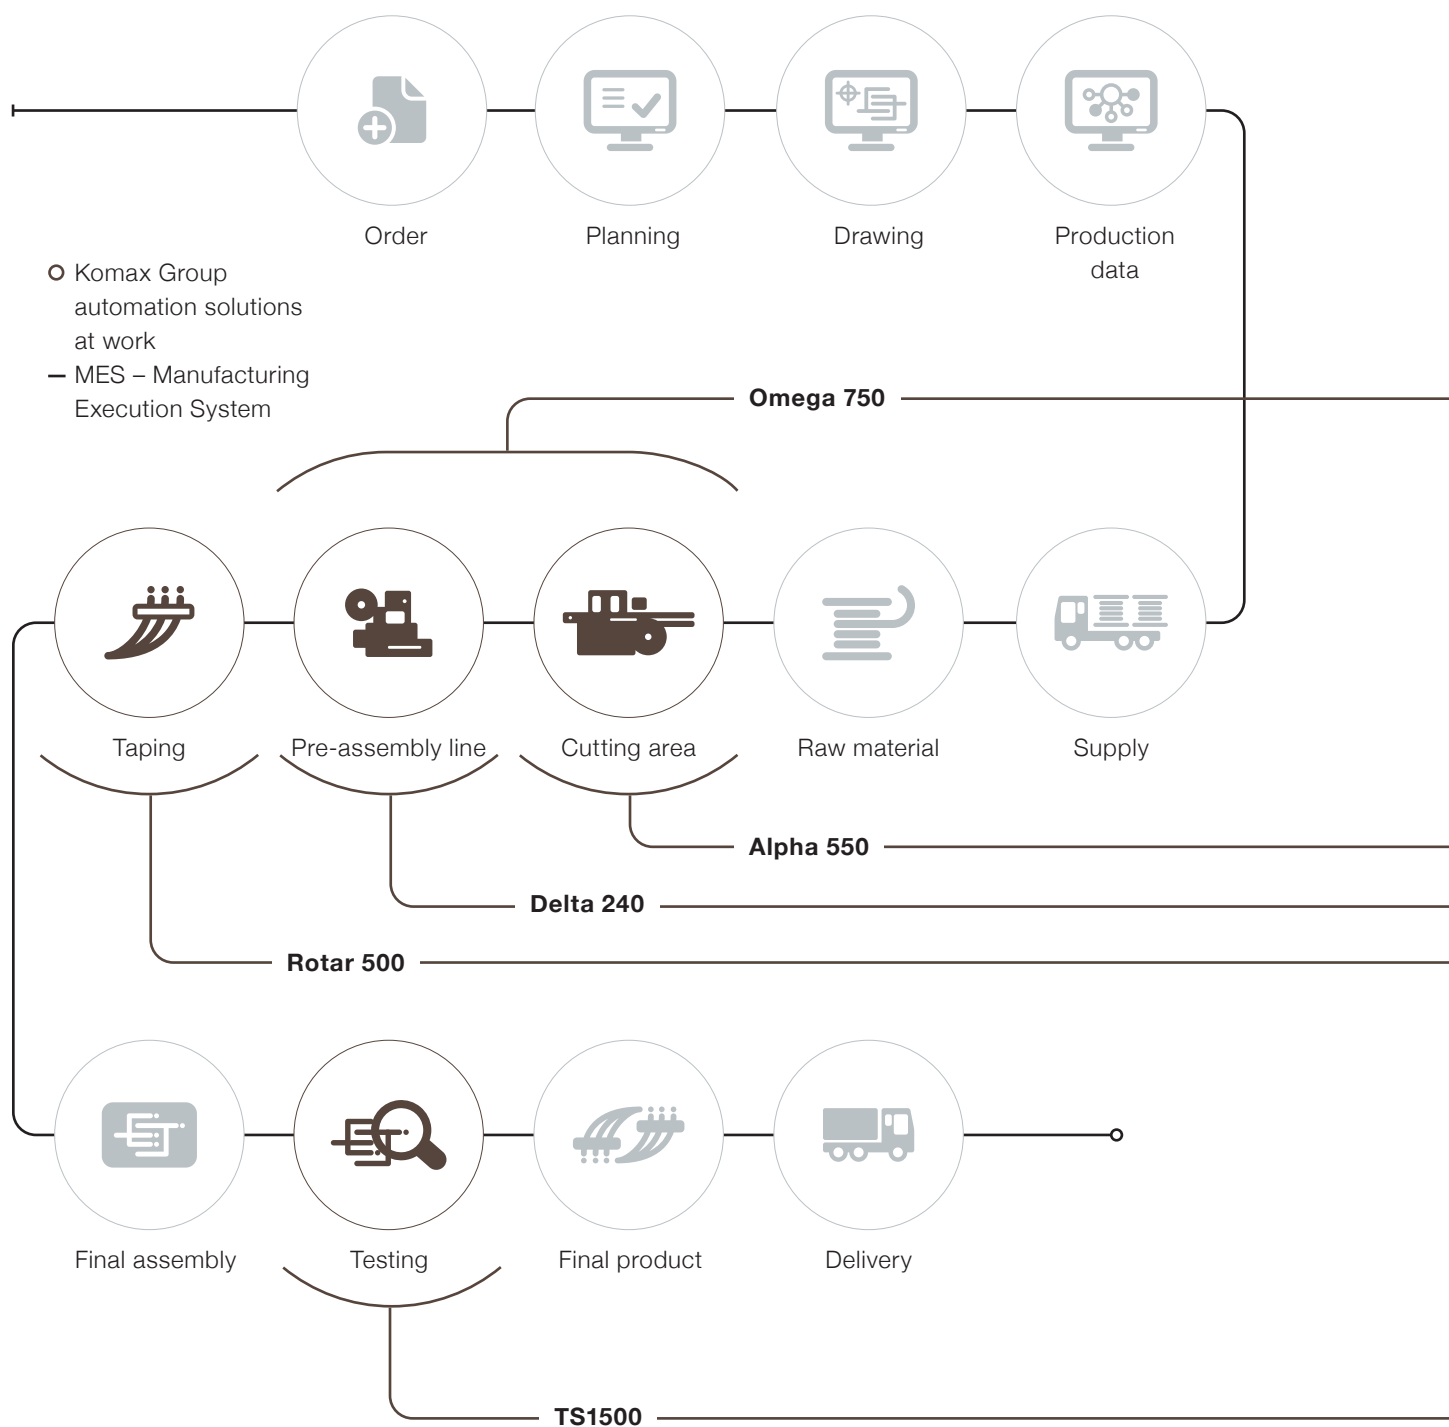 Order
Planning
Drawing
Production
data
Komax Group
automation solutions
at work
MES – Manufacturing
Execution System
Omega 750
Taping
Pre-assembly line
Cutting area
Raw material
Supply
Alpha 550
Delta 240
Rotar 500
Final assembly
Testing
Final product
Delivery
TS1500